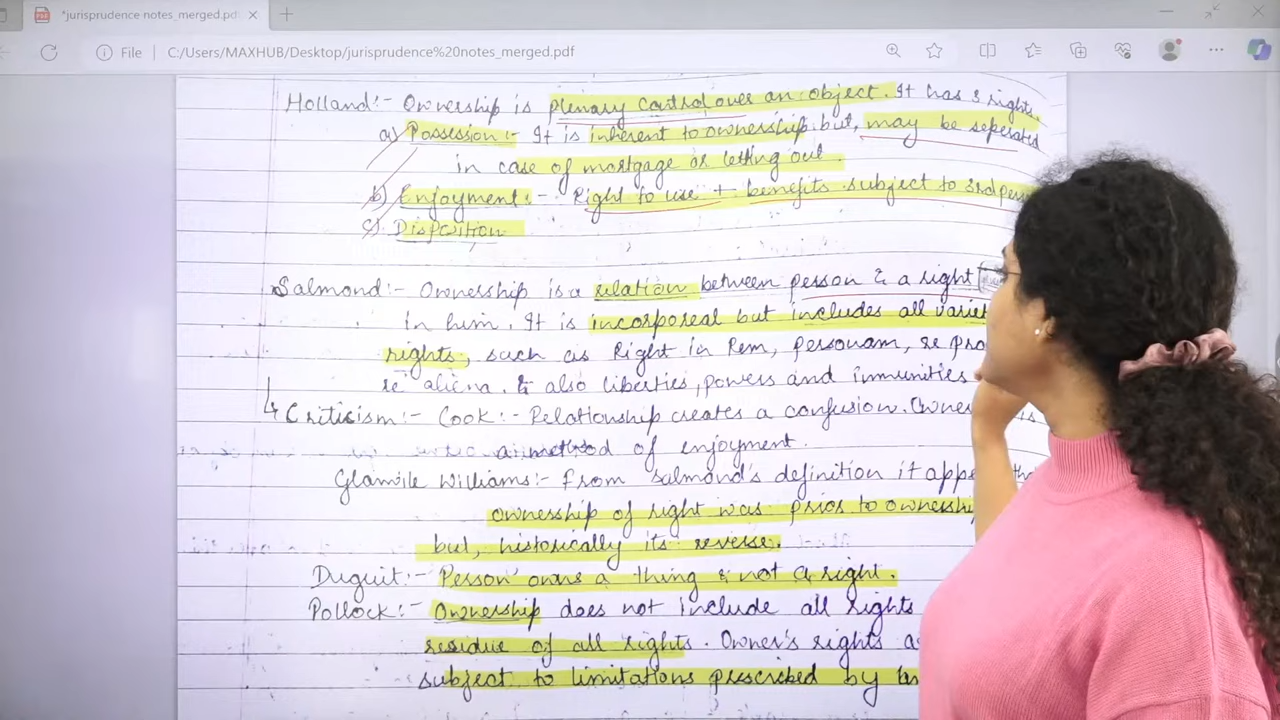 *jurisprudence notes_merged.pdf
File C:/Users/MAXHUB/Desktop/jurisprudence%20notes_merged.pdf
Holland:- Ownership is plenary control over an object. It has 3 rights.
a) Possession:- It is inherent to ownership but, may be seperated
in case of mortgage or letting out.
b) Enjoyment:- Right to use + benefits subject to 3rd
c) Disposition
Salmond:- Ownership is a relation between person & a right
in him. It is incorporeal but includes all
rights, such as Right in Rem, personam, re
re aliena. & also liberties, powers and immunities
Criticism:- Cook:- Relationship creates a confusion.
a method of enjoyment.
Glanvile Williams:- from Salmond's definition it
ownership of right was prior to
but, historically its reverse.
Duguit:- Person owns a thing & not a right.
Pollock:- Ownership does not include all rights
residue of all rights. Owner's rights
subject to limitations prescribed by